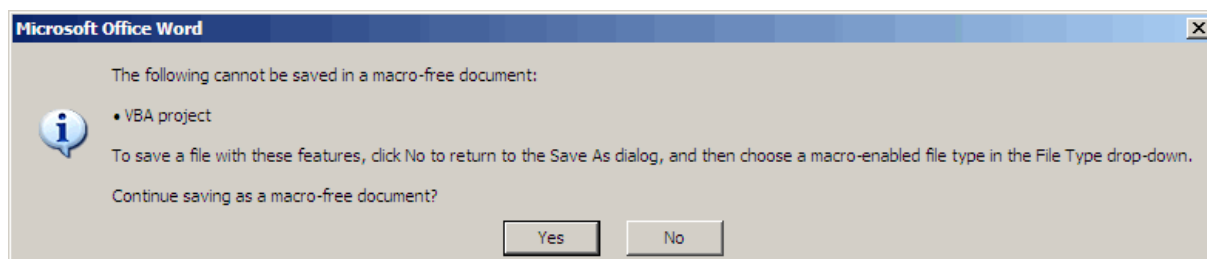 Microsoft Office Word
The following cannot be saved in a macro-free document:
• VBA project
To save a file with these features, click No to return to the Save As dialog, and then choose a macro-enabled file type in the File Type drop-down.
Continue saving as a macro-free document?
Yes No